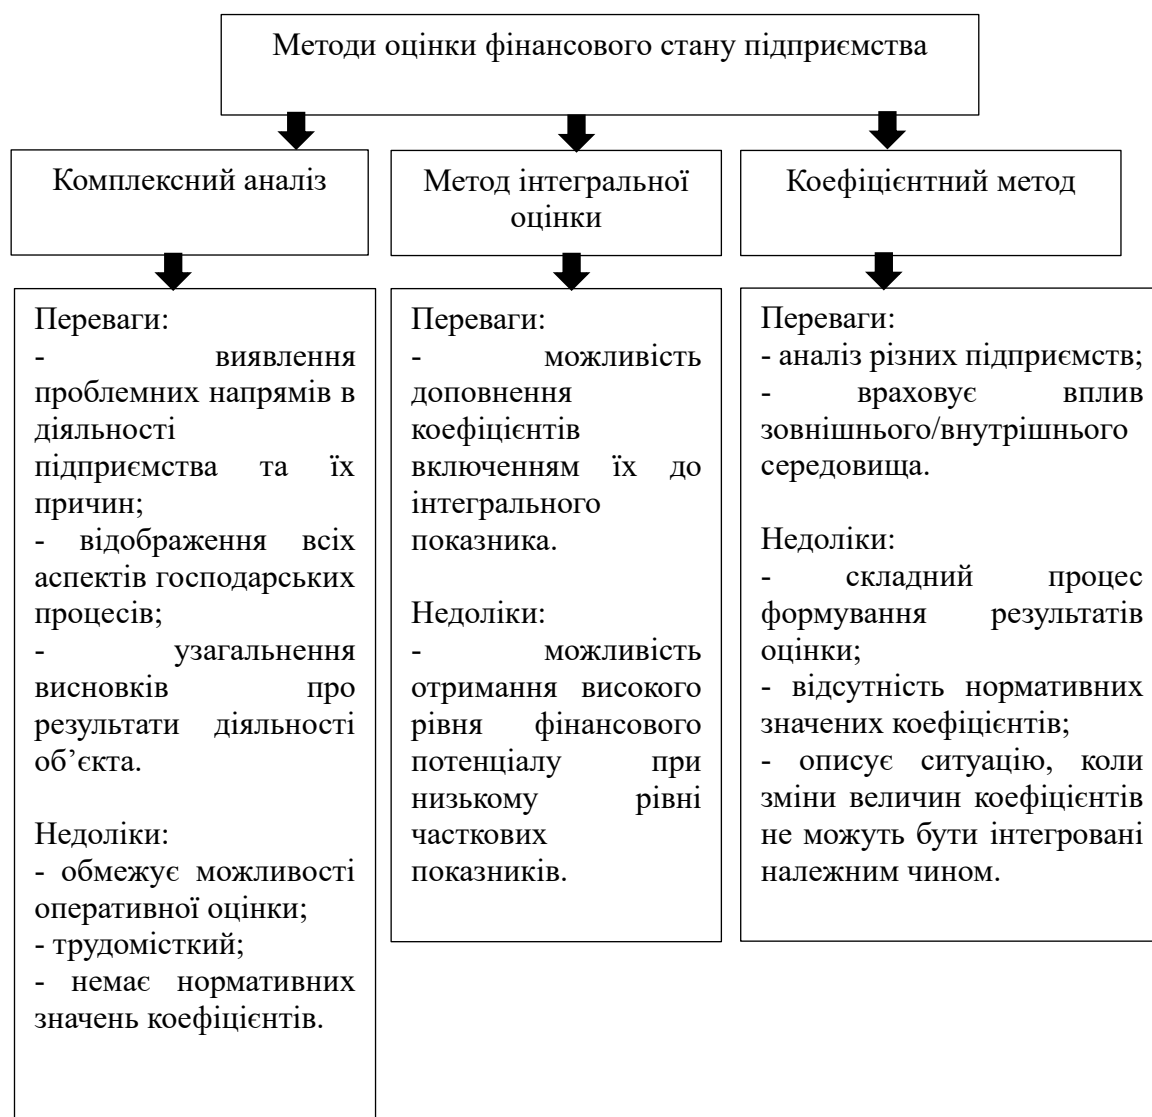 Методи оцінки фінансового стану підприємства
Комплексний аналіз
Метод інтегральної
оцінки
Коефіцієнтний метод
Переваги:
- виявлення
проблемних напрямів в
діяльності
підприємства та їх
причин;
- відображення всіх
аспектів господарських
процесів;
- узагальнення
висновків про
результати діяльності
об’єкта.
Недоліки:
- обмежує можливості
оперативної оцінки;
- трудомісткий;
- немає нормативних
значень коефіцієнтів.
Переваги:
- можливість
доповнення
коефіцієнтів
включенням їх до
інтегрального
показника.
Недоліки:
- можливість
отримання високого
рівня фінансового
потенціалу при
низькому рівні
часткових
показників.
Переваги:
- аналіз різних підприємств;
- враховує вплив
зовнішнього/внутрішнього
середовища.
Недоліки:
- складний процес
формування результатів
оцінки;
- відсутність нормативних
значених коефіцієнтів;
- описує ситуацію, коли
зміни величин коефіцієнтів
не можуть бути інтегровані
належним чином.